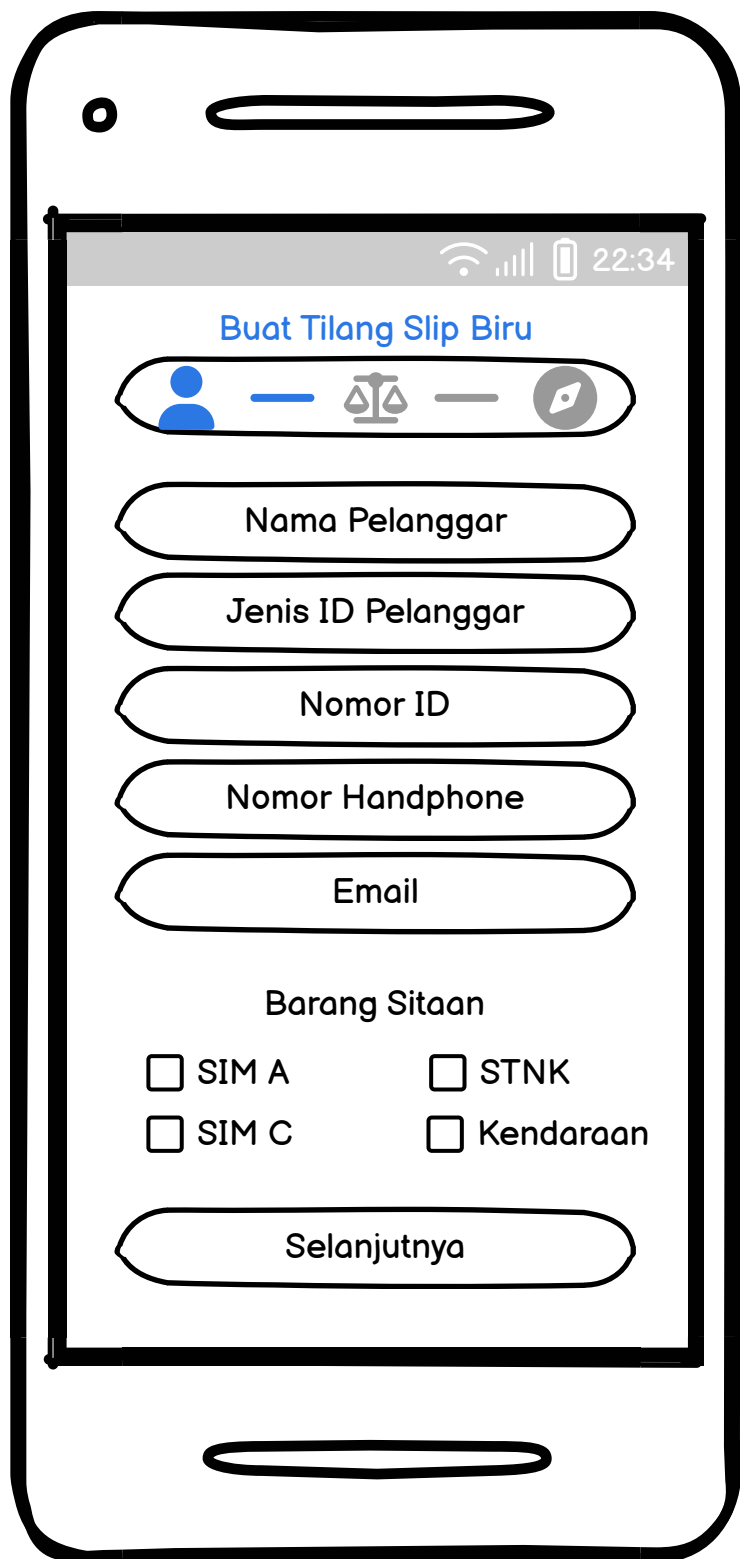 22:34
Buat Tilang Slip Biru
Nama Pelanggar
Jenis ID Pelanggar
Nomor ID
Nomor Handphone
Email
Barang Sitaan
SIM A STNK
SIM C Kendaraan
Selanjutnya